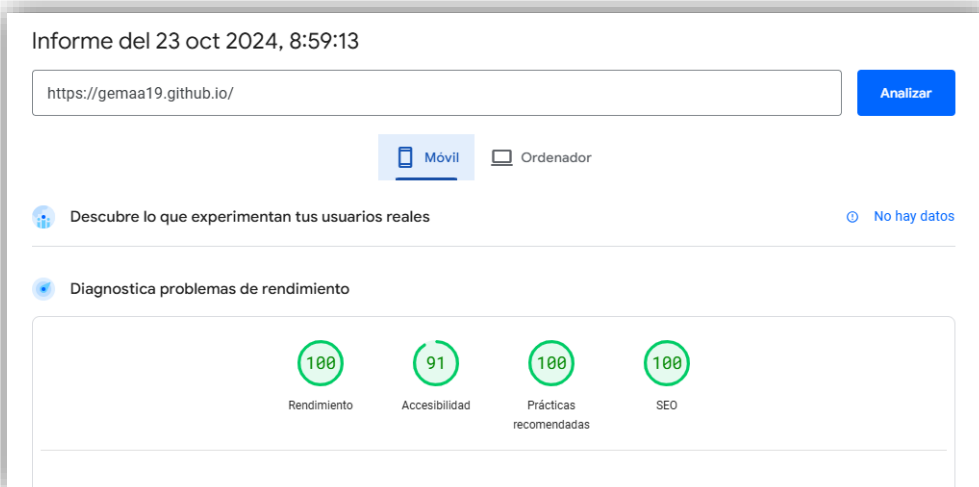 Informe del 23 oct 2024, 8:59:13
https://gemaa19.github.io/
Analizar
Móvil
Ordenador
Descubre lo que experimentan tus usuarios reales
No hay datos
Diagnostica problemas de rendimiento
100
91
100
100
Rendimiento
Accesibilidad
Prácticas
recomendadas
SEO